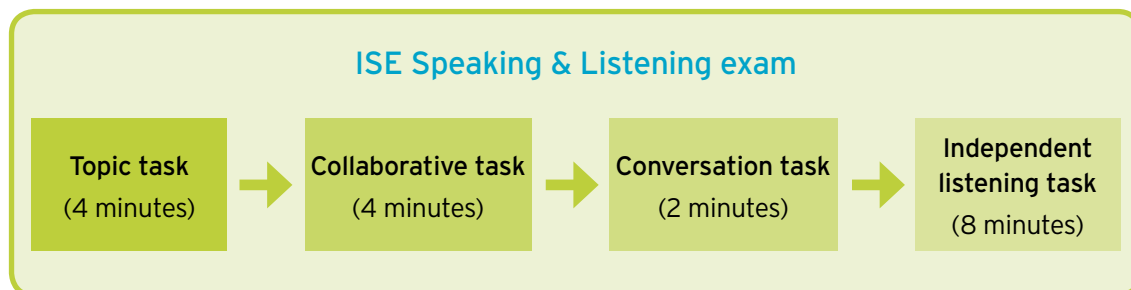 ISE Speaking & Listening exam
Topic task
(4 minutes)
Collaborative task
(4 minutes)
Conversation task
(2 minutes)
Independent
listening task
(8 minutes)